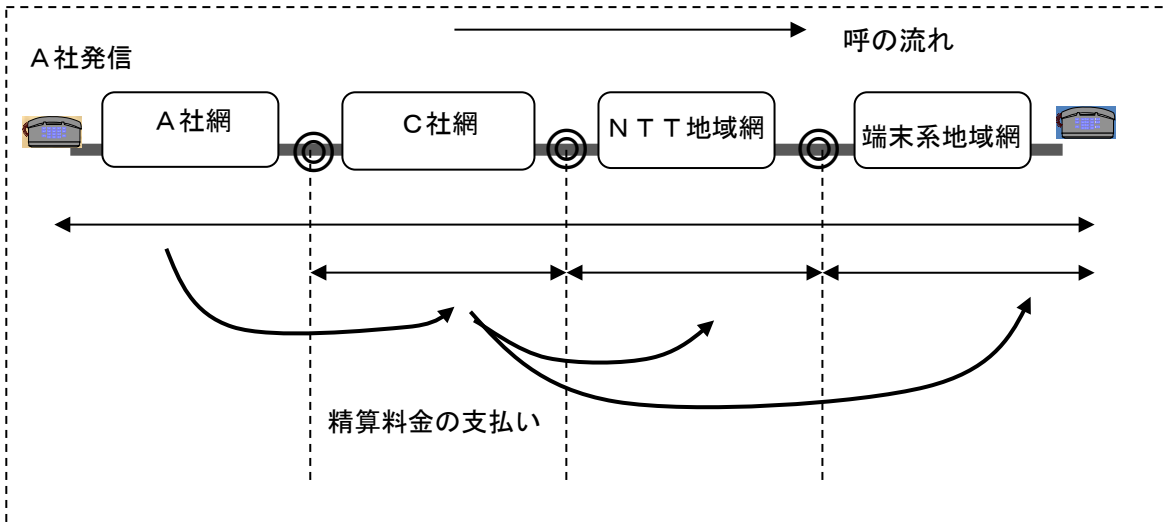 呼の流れ
Ａ社発信
Ａ社網
Ｃ社網
ＮＴＴ地域網
端末系地域網
精算料金の支払い